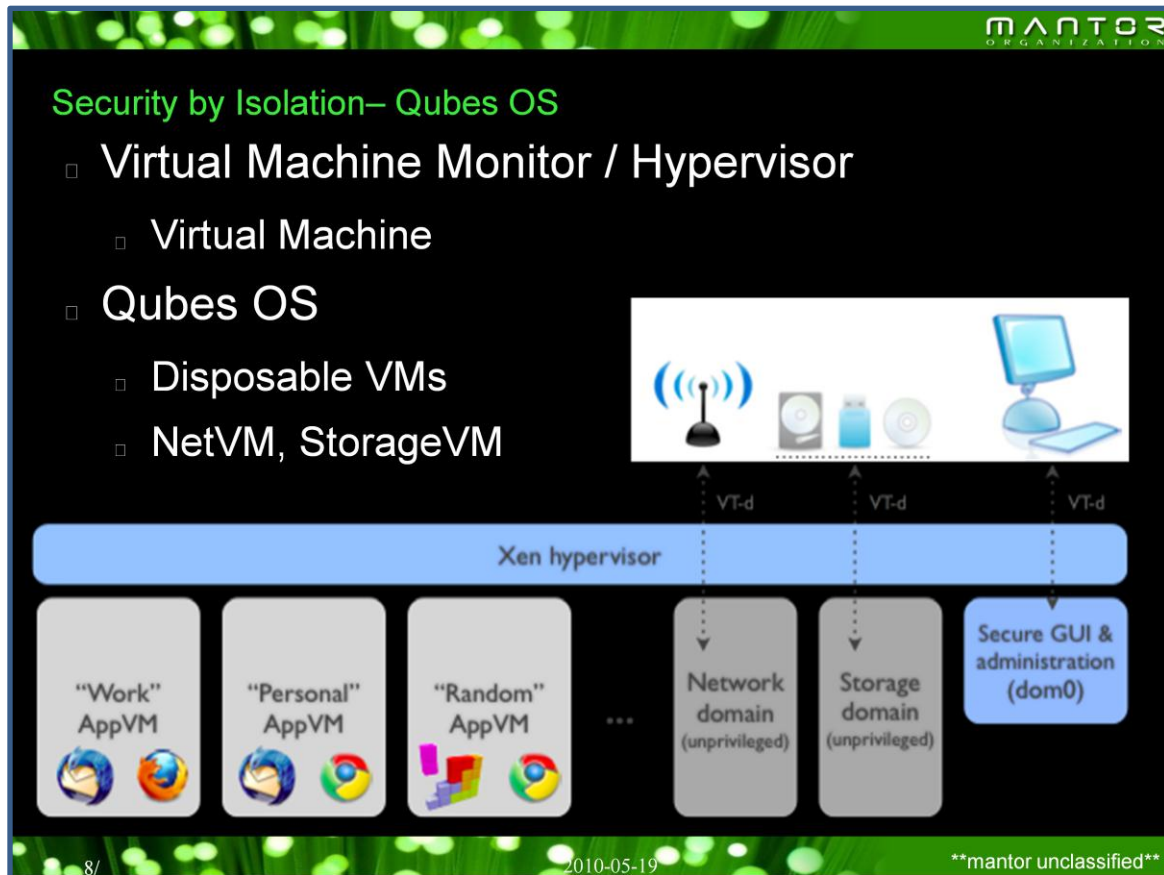 MANTOR
ORGANIZATION
Security by Isolation– Qubes OS
Virtual Machine Monitor / Hypervisor
Virtual Machine
Qubes OS
Disposable VMs
NetVM, StorageVM
VT-d
VT-d
VT-d
Xen hypervisor
“Work”
AppVM
“Personal”
AppVM
“Random”
AppVM
...
Network
domain
(unprivileged)
Storage
domain
(unprivileged)
Secure GUI &
administration
(dom0)
8/
2010-05-19
**mantor unclassified**